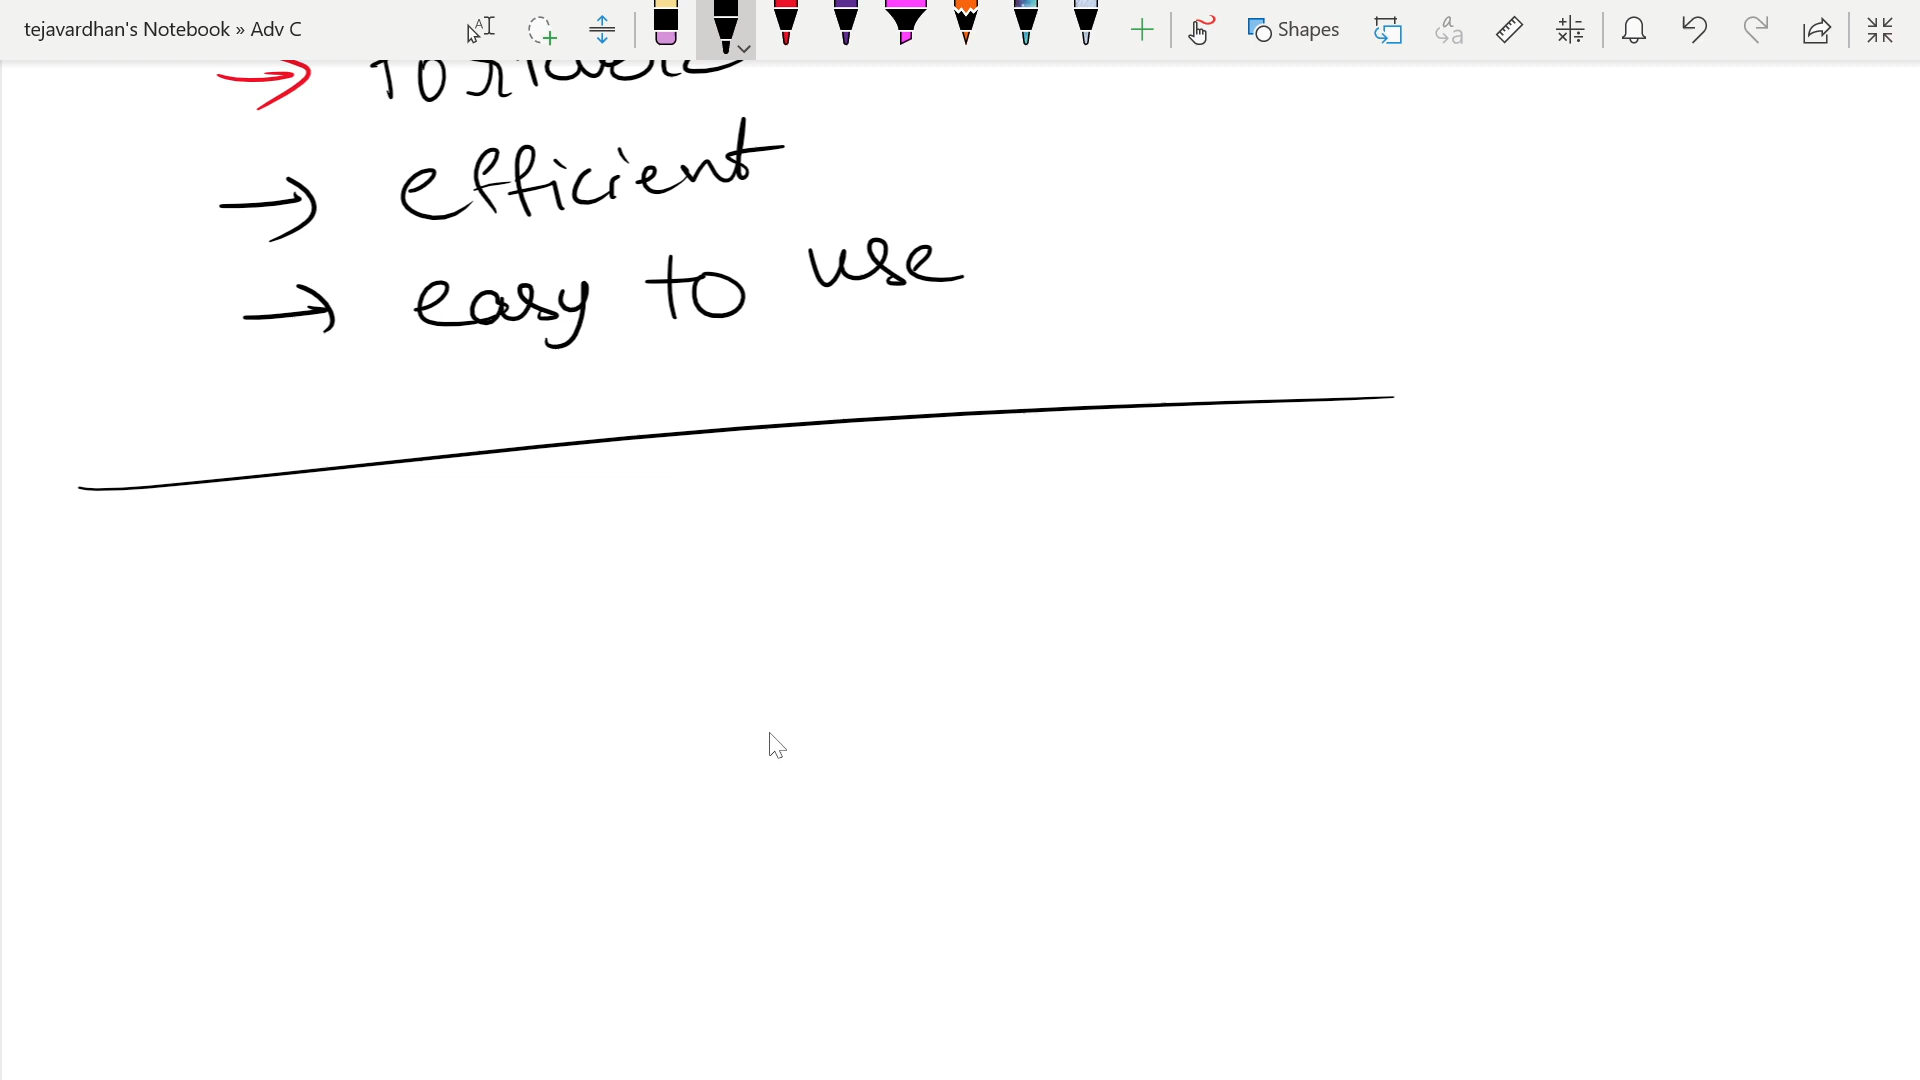 tejavardhan's Notebook » Adv C Shapes
→ efficient
→ easy to use